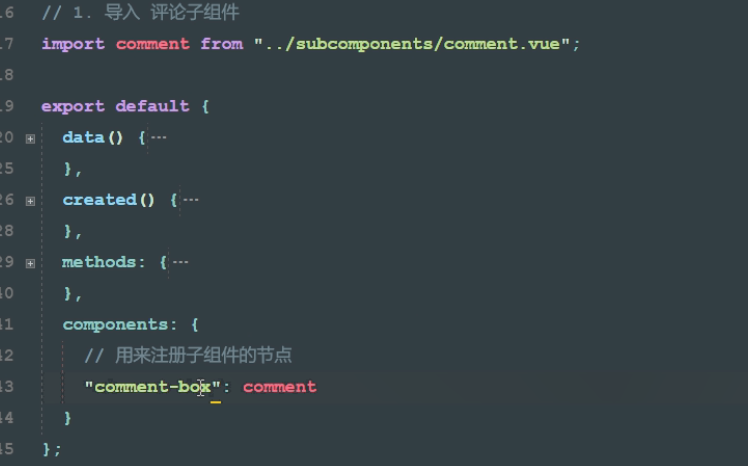 16 // 1. 导入 评论子组件
17 import comment from "../subcomponents/comment.vue";
18
19 export default {
20 data() {···
25 },
26 created() {···
28 },
29 methods: {···
40 },
41 components: {
42 // 用来注册子组件的节点
43 "comment-box": comment
44 }
45 };